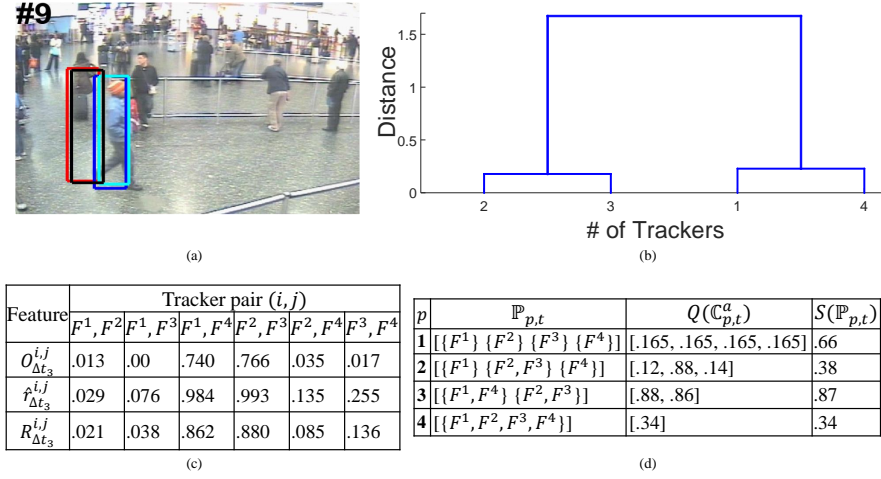 #9
(a)
Distance
1.5
1
0.5
0
2 3 1 4
# of Trackers
(b)
Feature Tracker pair (i, j)
F¹, F² F¹, F³ F¹, F⁴ F², F³ F², F⁴ F³, F⁴
O^{i,j}_{Δt₃} .013 .00 .740 .766 .035 .017
r̂^{i,j}_{Δt₃} .029 .076 .984 .993 .135 .255
R^{i,j}_{Δt₃} .021 .038 .862 .880 .085 .136
(c)
p ℙ_{p,t} Q(ℂ^a_{p,t}) S(ℙ_{p,t})
1 [{F¹} {F²} {F³} {F⁴}] [.165, .165, .165, .165] .66
2 [{F¹} {F², F³} {F⁴}] [.12, .88, .14] .38
3 [{F¹, F⁴} {F², F³}] [.88, .86] .87
4 [{F¹, F², F³, F⁴}] [.34] .34
(d)